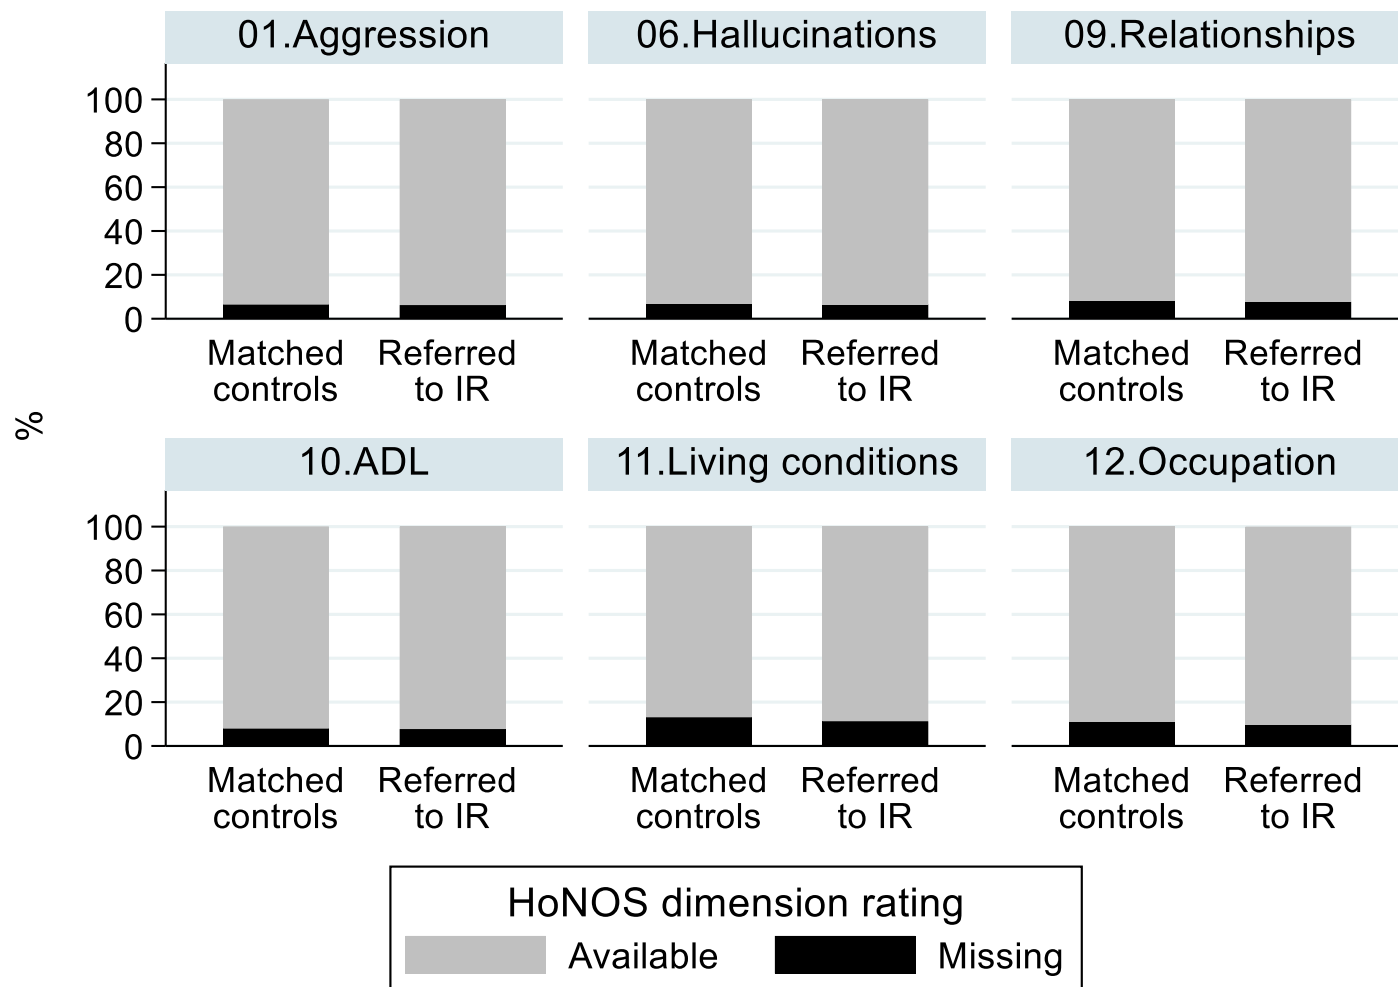 01.Aggression 06.Hallucinations 09.Relationships
100
80
60
40
20
0
Matched Referred Matched Referred Matched Referred
controls to IR controls to IR controls to IR
%
10.ADL 11.Living conditions 12.Occupation
100
80
60
40
20
0
Matched Referred Matched Referred Matched Referred
controls to IR controls to IR controls to IR
HoNOS dimension rating
Available Missing